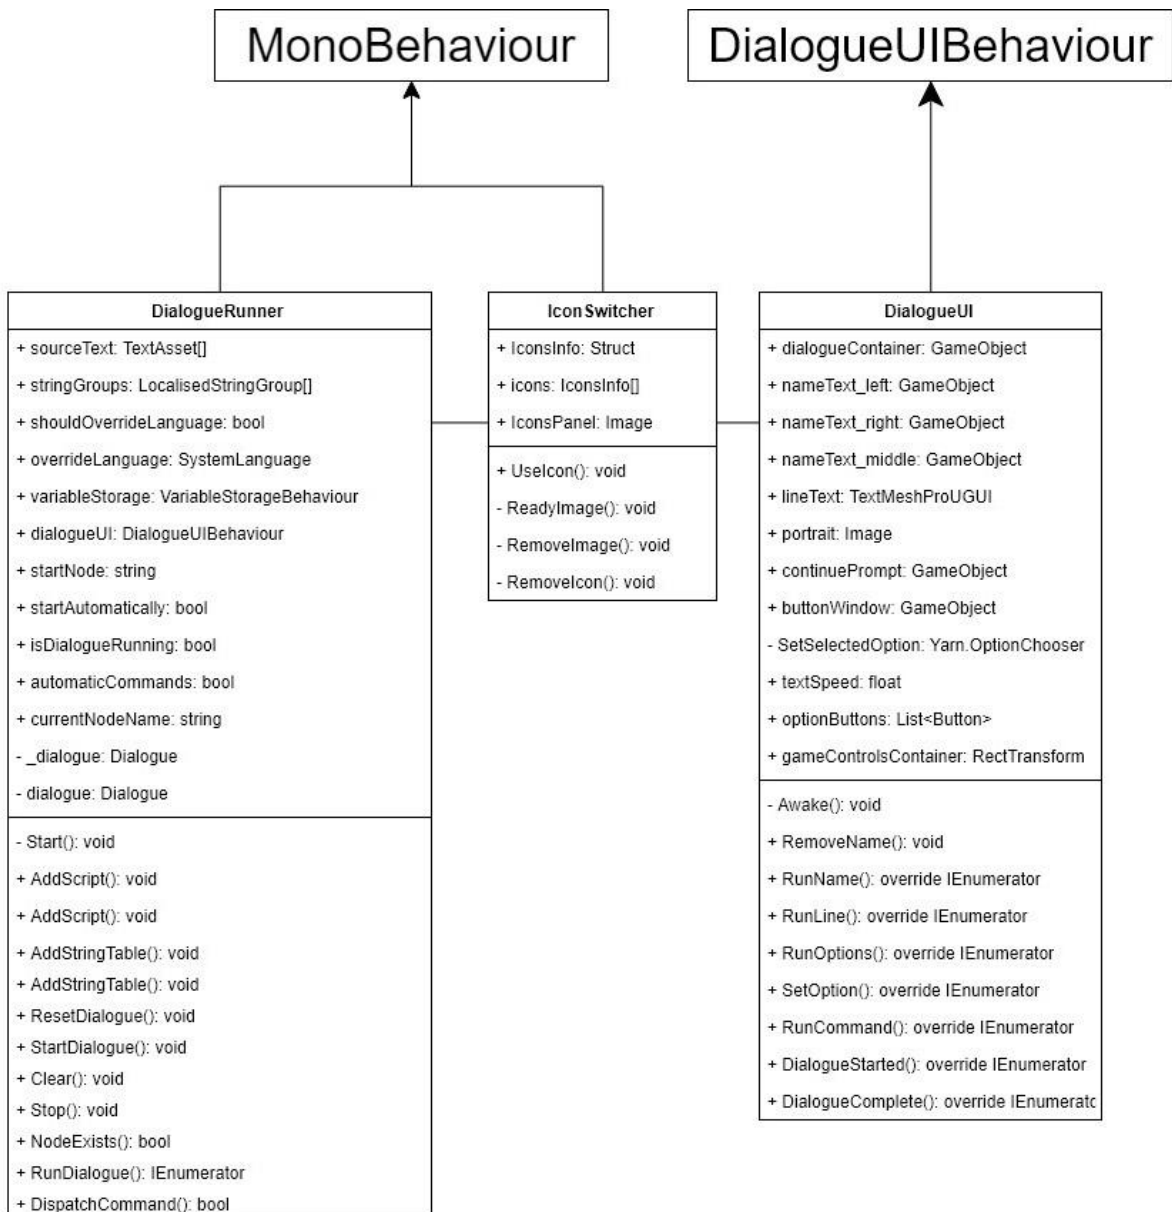 MonoBehaviour
DialogueUIBehaviour
DialogueRunner
+ sourceText: TextAsset[]
+ stringGroups: LocalisedStringGroup[]
+ shouldOverrideLanguage: bool
+ overrideLanguage: SystemLanguage
+ variableStorage: VariableStorageBehaviour
+ dialogueUI: DialogueUIBehaviour
+ startNode: string
+ startAutomatically: bool
+ isDialogueRunning: bool
+ automaticCommands: bool
+ currentNodeName: string
- _dialogue: Dialogue
- dialogue: Dialogue
- Start(): void
+ AddScript(): void
+ AddScript(): void
+ AddStringTable(): void
+ AddStringTable(): void
+ ResetDialogue(): void
+ StartDialogue(): void
+ Clear(): void
+ Stop(): void
+ NodeExists(): bool
+ RunDialogue(): IEnumerator
+ DispatchCommand(): bool
IconSwitcher
+ IconsInfo: Struct
+ icons: IconsInfo[]
+ IconsPanel: Image
+ UseIcon(): void
- ReadyImage(): void
- RemoveImage(): void
- RemoveIcon(): void
DialogueUI
+ dialogueContainer: GameObject
+ nameText_left: GameObject
+ nameText_right: GameObject
+ nameText_middle: GameObject
+ lineText: TextMeshProUGUI
+ portrait: Image
+ continuePrompt: GameObject
+ buttonWindow: GameObject
- SetSelectedOption: Yarn.OptionChooser
+ textSpeed: float
+ optionButtons: List<Button>
+ gameControlsContainer: RectTransform
- Awake(): void
+ RemoveName(): void
+ RunName(): override IEnumerator
+ RunLine(): override IEnumerator
+ RunOptions(): override IEnumerator
+ SetOption(): override IEnumerator
+ RunCommand(): override IEnumerator
+ DialogueStarted(): override IEnumerator
+ DialogueComplete(): override IEnumeratc